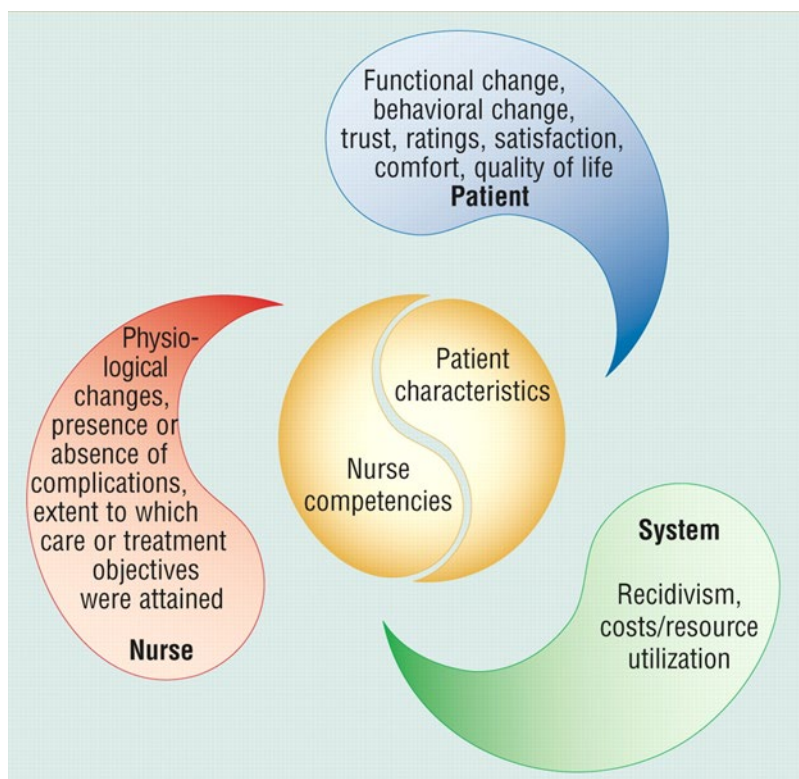 Functional change,
behavioral change,
trust, ratings, satisfaction,
comfort, quality of life
Patient
Physio-
logical
changes,
presence or
absence of
complications,
extent to which
care or treatment
objectives
were attained
Nurse
Patient
characteristics
Nurse
competencies
System
Recidivism,
costs/resource
utilization